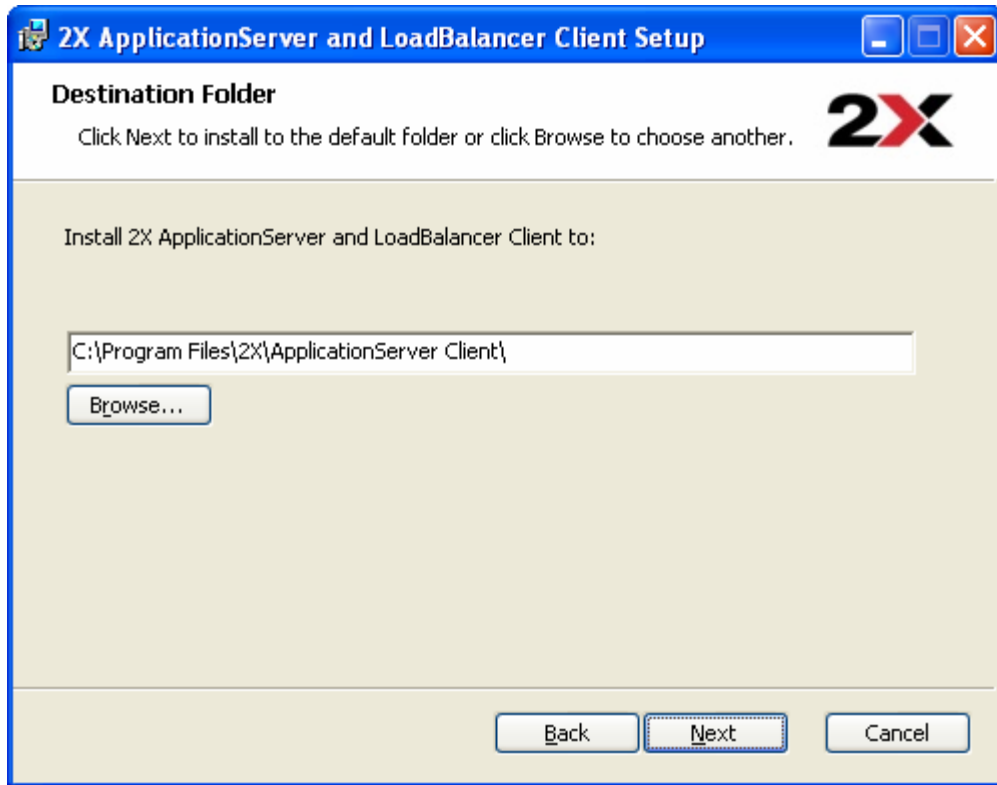 2X ApplicationServer and LoadBalancer Client Setup
Destination Folder
Click Next to install to the default folder or click Browse to choose another.
2X
Install 2X ApplicationServer and LoadBalancer Client to:
C:\Program Files\2X\ApplicationServer Client\
Browse...
Back Next Cancel